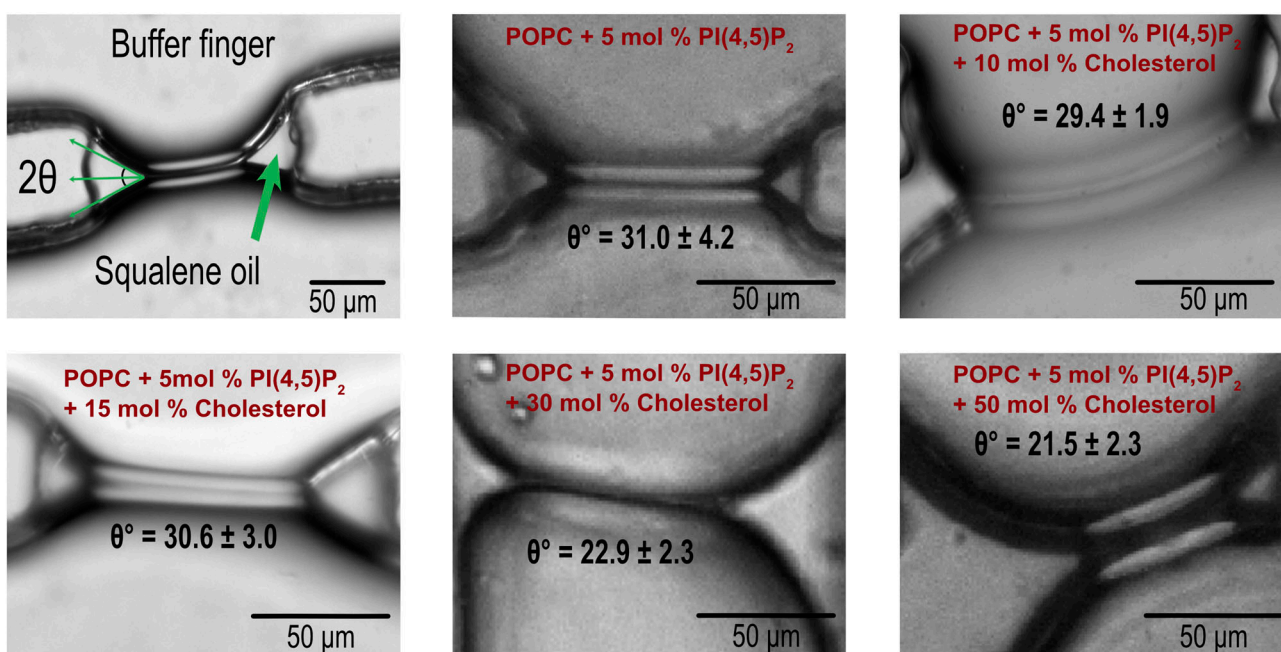 Buffer finger
2θ
Squalene oil
50 µm
POPC + 5 mol % PI(4,5)P₂
θ° = 31.0 ± 4.2
50 µm
POPC + 5 mol % PI(4,5)P₂
+ 10 mol % Cholesterol
θ° = 29.4 ± 1.9
50 µm
POPC + 5mol % PI(4,5)P₂
+ 15 mol % Cholesterol
θ° = 30.6 ± 3.0
50 µm
POPC + 5 mol % PI(4,5)P₂
+ 30 mol % Cholesterol
θ° = 22.9 ± 2.3
50 µm
POPC + 5 mol % PI(4,5)P₂
+ 50 mol % Cholesterol
θ° = 21.5 ± 2.3
50 µm